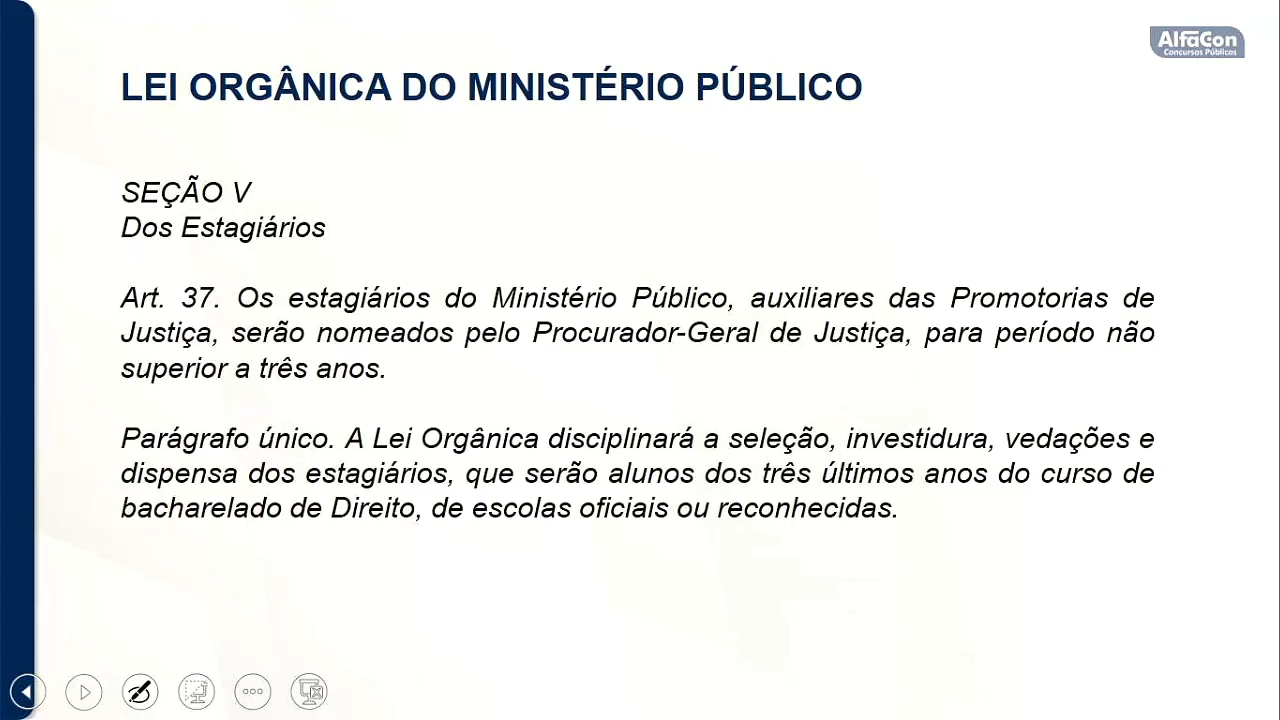 AlfaCon
Concursos Públicos
LEI ORGÂNICA DO MINISTÉRIO PÚBLICO
SEÇÃO V
Dos Estagiários
Art. 37. Os estagiários do Ministério Público, auxiliares das Promotorias de
Justiça, serão nomeados pelo Procurador-Geral de Justiça, para período não
superior a três anos.
Parágrafo único. A Lei Orgânica disciplinará a seleção, investidura, vedações e
dispensa dos estagiários, que serão alunos dos três últimos anos do curso de
bacharelado de Direito, de escolas oficiais ou reconhecidas.